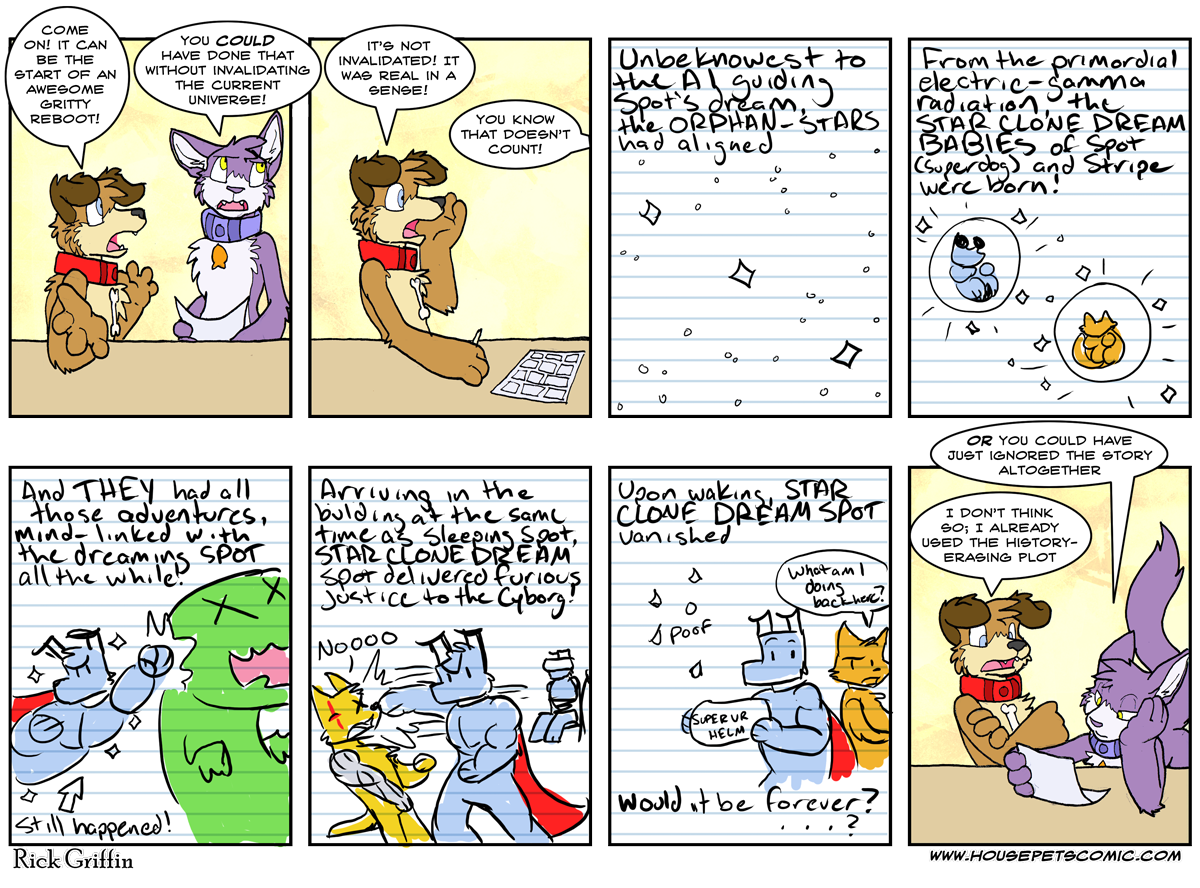 COME
ON! IT CAN
BE THE
START OF AN
AWESOME
GRITTY
REBOOT!
YOU COULD
HAVE DONE THAT
WITHOUT INVALIDATING
THE CURRENT
UNIVERSE!
IT'S NOT
INVALIDATED! IT
WAS REAL IN A
SENSE!
YOU KNOW
THAT DOESN'T
COUNT!
Unbeknowest to
the AI guiding
Spot's dream,
the ORPHAN-STARS
had aligned
From the primordial
electric-gamma
radiation, the
STAR CLONE DREAM
BABIES of Spot
(superdog) and Stripe
were born!
And THEY had all
those adventures,
mind-linked with
the dreaming SPOT
all the while!
Still happened!
Arriving in the
bulding at the same
time as sleeping Spot,
STAR CLONE DREAM
Spot delivered furious
justice to the Cyborg!
NOOOO
Upon waking, STAR
CLONE DREAM SPOT
vanished
What am I
doing
back here?
poof
SUPER VR
HELM
Would it be forever?
. . . . ?
OR YOU COULD HAVE
JUST IGNORED THE STORY
ALTOGETHER
I DON'T THINK
SO; I ALREADY
USED THE HISTORY-
ERASING PLOT
Rick Griffin
WWW.HOUSEPETSCOMIC.COM